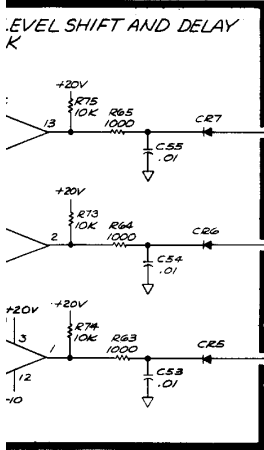 LEVEL SHIFT AND DELAY
K
+20V
R75
10K
R65
1000
13
CR7
C55
.01
+20V
R73
10K
R64
1000
2
CR6
C54
.01
+20V
+20V
3
R74
10K
R63
1000
1
CR5
12
C53
.01
-10